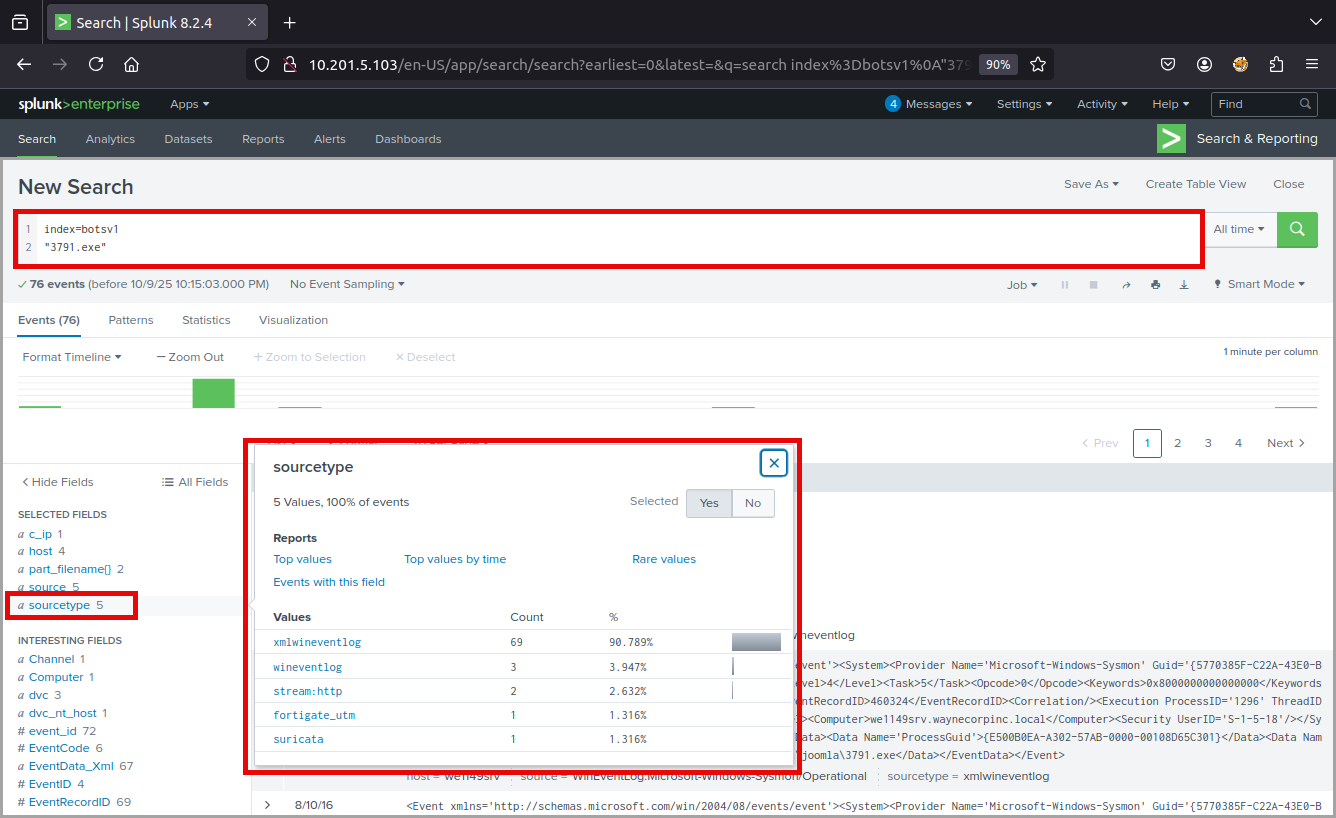 Search | Splunk 8.2.4
10.201.5.103/en-US/app/search/search?earliest=0&latest=&q=search index%3Dbotsv1%0A"379
90%
splunk>enterprise Apps 4 Messages Settings Activity Help Find
Search Analytics Datasets Reports Alerts Dashboards Search & Reporting
New Search Save As Create Table View Close
1 index=botsv1 All time
2 "3791.exe"
76 events (before 10/9/25 10:15:03.000 PM) No Event Sampling Job Smart Mode
Events (76) Patterns Statistics Visualization
Format Timeline — Zoom Out + Zoom to Selection × Deselect 1 minute per column
< Prev 1 2 3 4 Next >
< Hide Fields All Fields
SELECTED FIELDS
a c_ip 1
a host 4
a part_filename{} 2
a source 5
a sourcetype 5
INTERESTING FIELDS
a Channel 1
a Computer 1
a dvc 3
a dvc_nt_host 1
# event_id 72
# EventCode 6
a EventData_Xml 67
# EventID 4
# EventRecordID 69
sourcetype
5 Values, 100% of events Selected Yes No
Reports
Top values Top values by time Rare values
Events with this field
Values Count %
xmlwineventlog 69 90.789%
wineventlog 3 3.947%
stream:http 2 2.632%
fortigate_utm 1 1.316%
suricata 1 1.316%
wineventlog
event'><System><Provider Name='Microsoft-Windows-Sysmon' Guid='{5770385F-C22A-43E0-B
evel>4</Level><Task>5</Task><Opcode>0</Opcode><Keywords>0x8000000000000000</Keywords
entRecordID>460324</EventRecordID><Correlation/><Execution ProcessID='1296' ThreadID
><Computer>we1149srv.waynecorpinc.local</Computer><Security UserID='S-1-5-18'/></Sy
ata><Data Name='ProcessGuid'>{E500B0EA-A302-57AB-0000-00108D65C301}</Data><Data Nam
\joomla\3791.exe</Data></EventData></Event>
host = we1149srv source = WinEventLog:Microsoft-Windows-Sysmon/Operational sourcetype = xmlwineventlog
> 8/10/16 <Event xmlns='http://schemas.microsoft.com/win/2004/08/events/event'><System><Provider Name='Microsoft-Windows-Sysmon' Guid='{5770385F-C22A-43E0-B